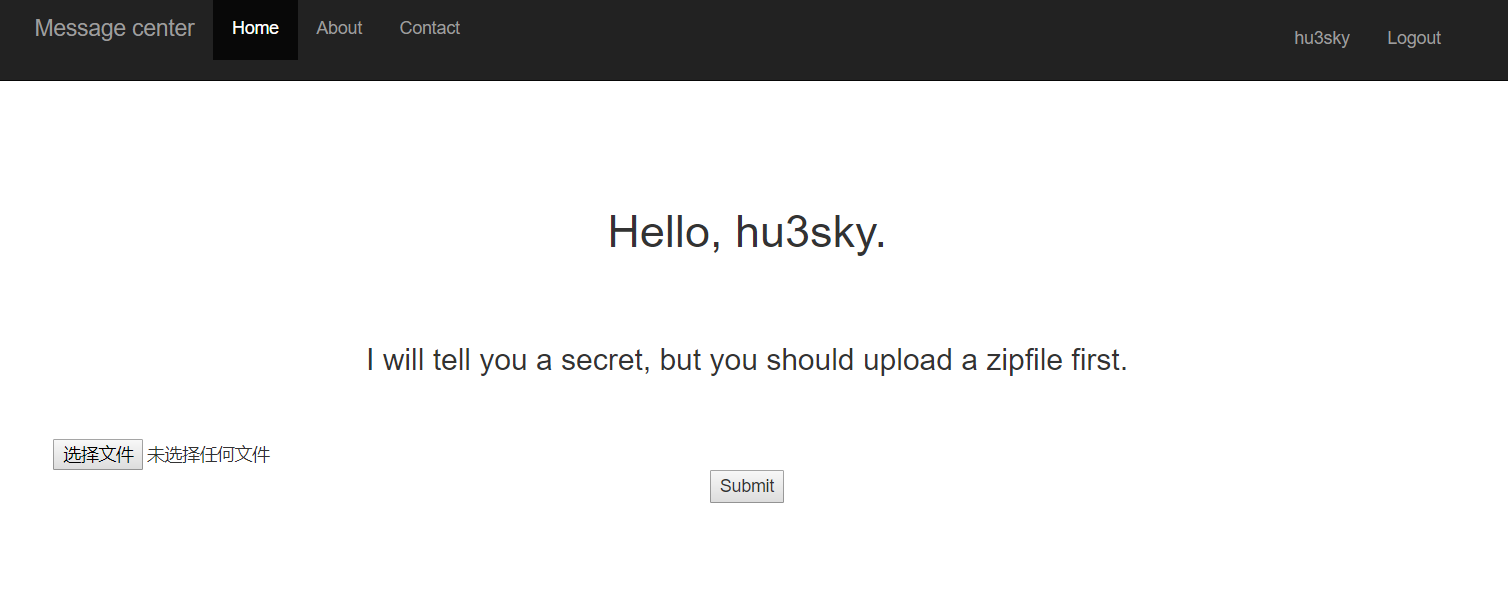 Message center Home About Contact hu3sky Logout
Hello, hu3sky.
I will tell you a secret, but you should upload a zipfile first.
选择文件 未选择任何文件
Submit